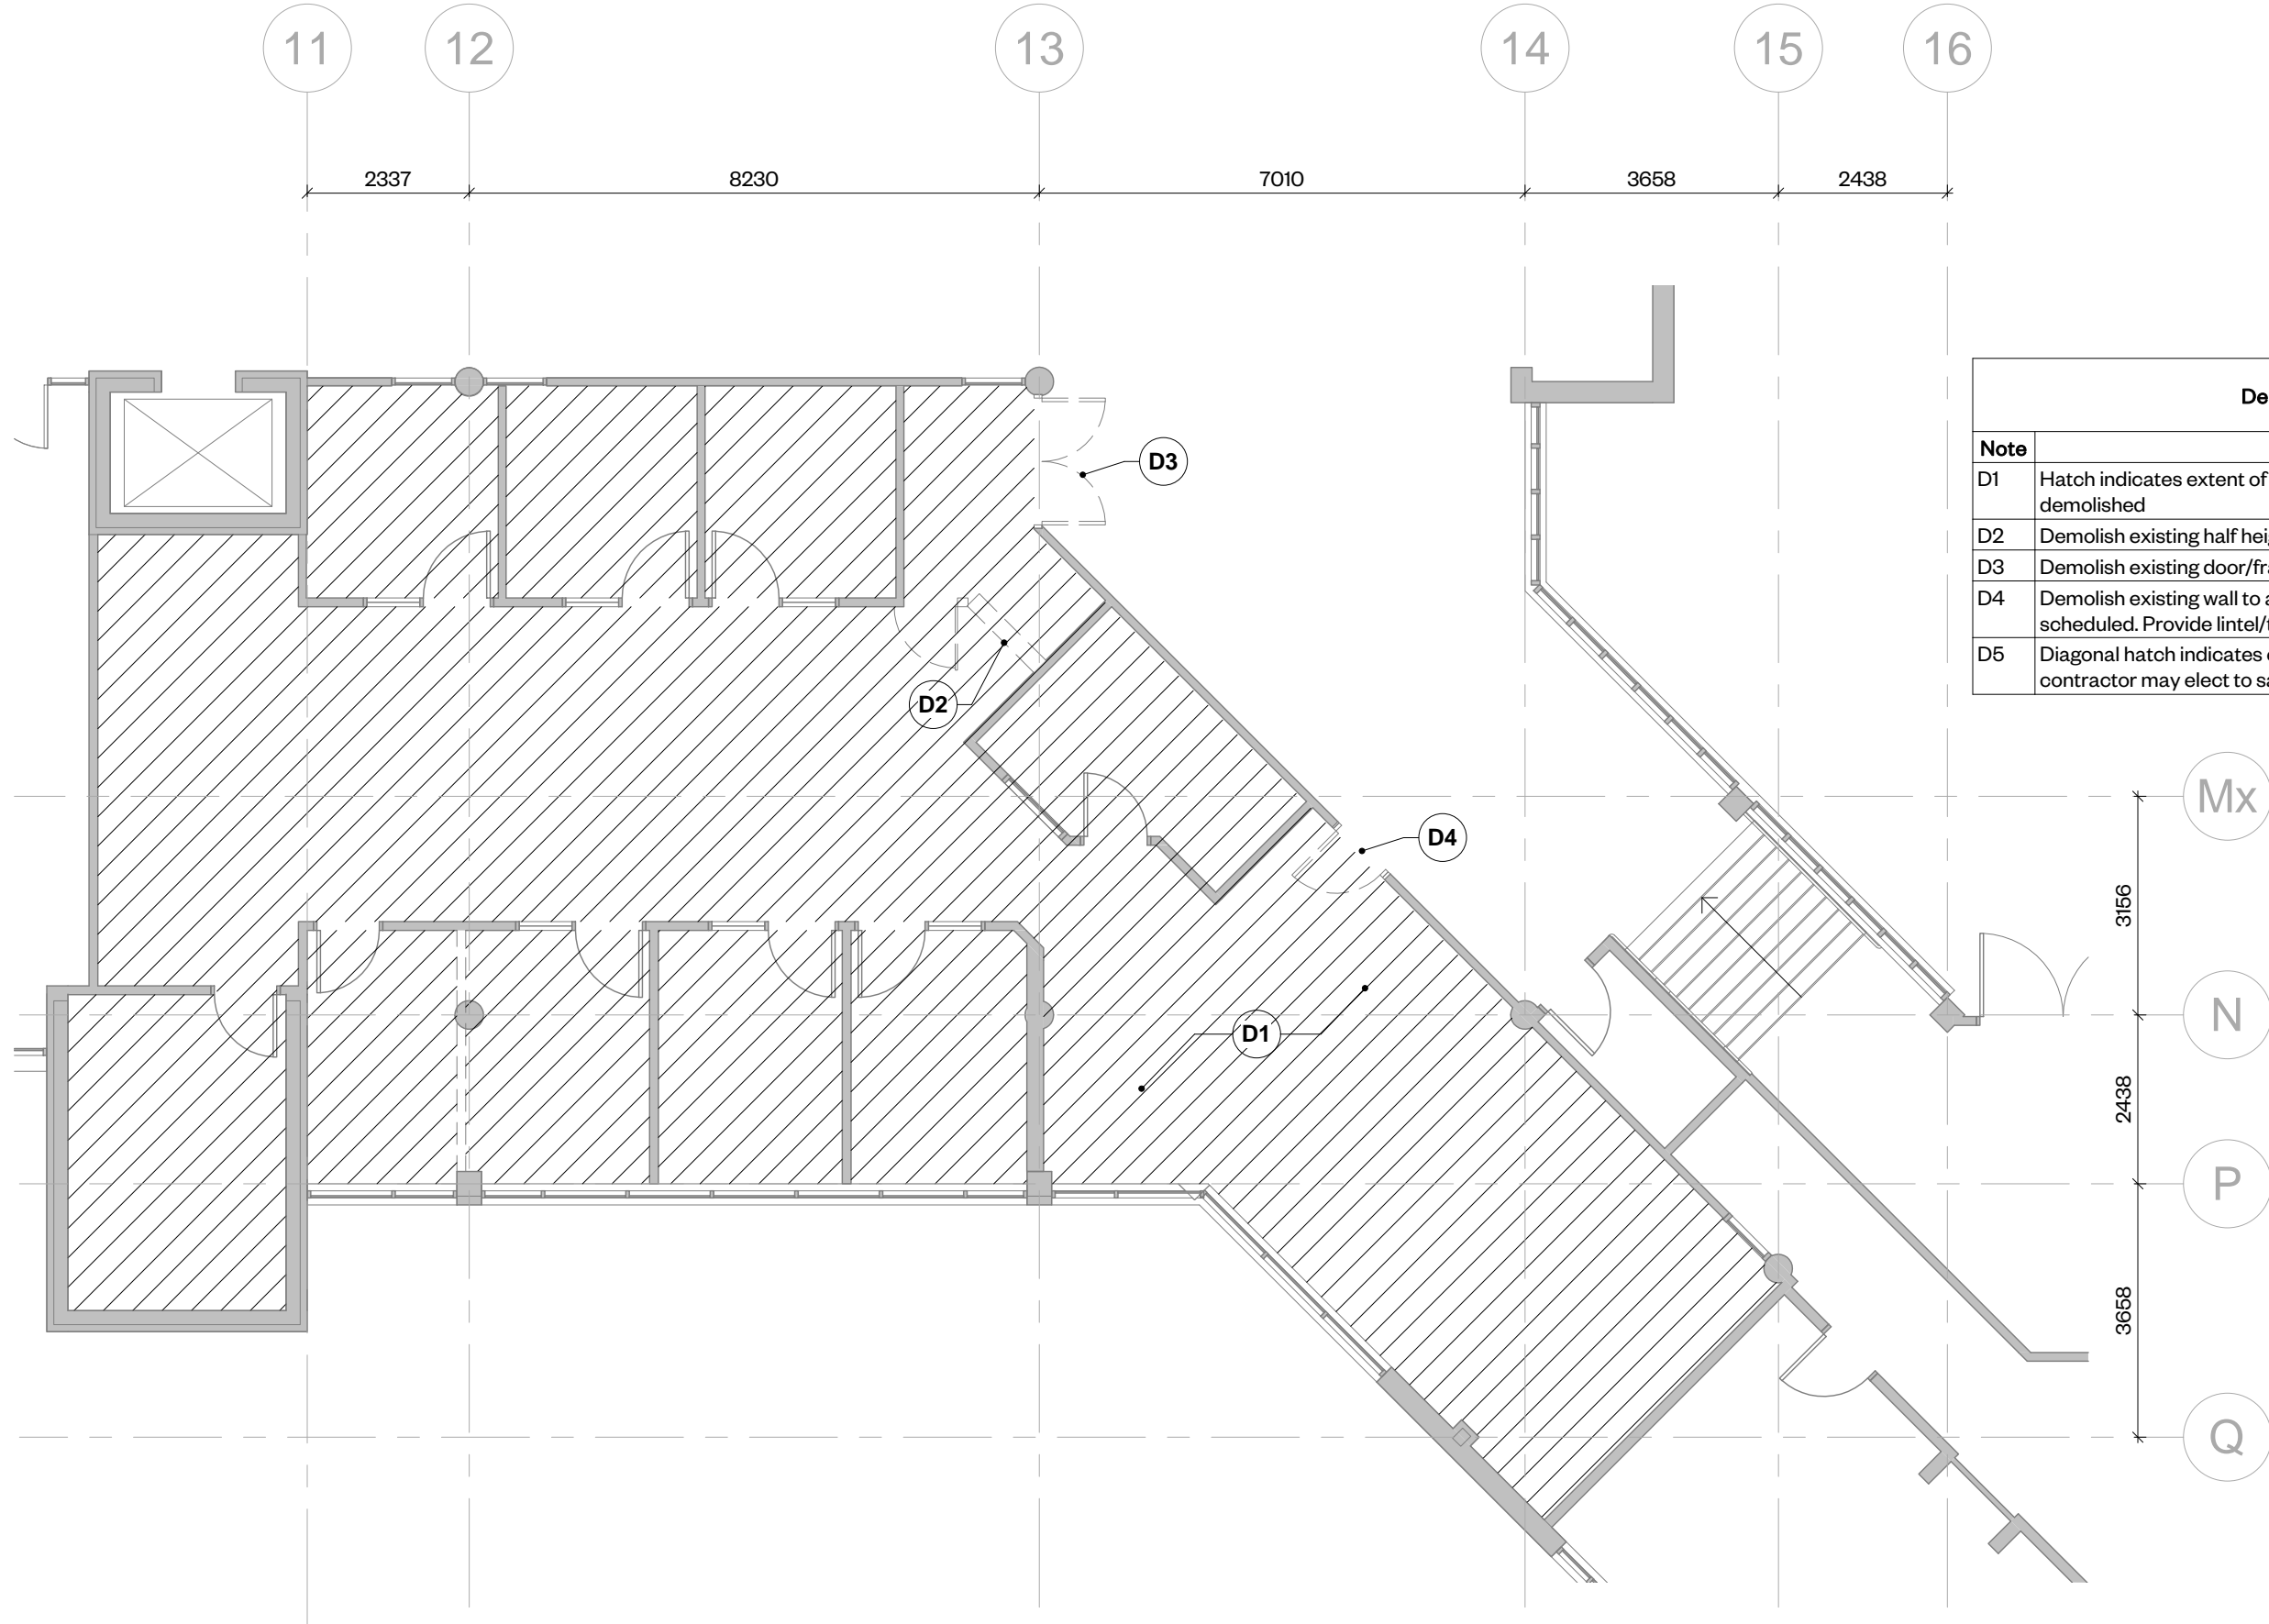 11 12 13 14 15 16
2337 8230 7010 3658 2438
De
Note
D1 Hatch indicates extent of
demolished
D2 Demolish existing half hei
D3 Demolish existing door/fra
D4 Demolish existing wall to a
scheduled. Provide lintel/
D5 Diagonal hatch indicates
contractor may elect to sa
D3
D2
D4
D1
Mx
3156
N
2438
P
3658
Q